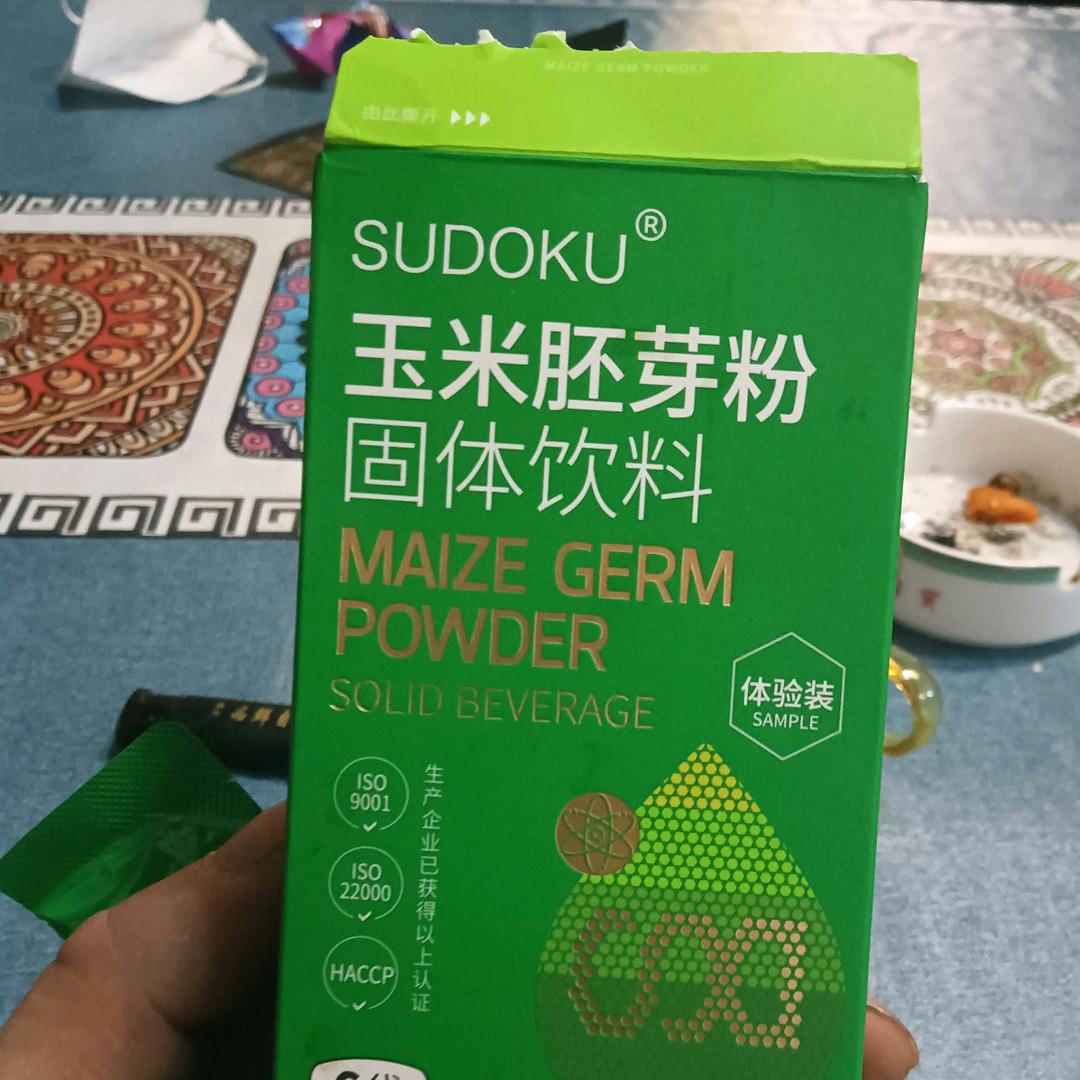 MAIZE GERM POWDER
由此撕开
SUDOKU®
玉米胚芽粉
固体饮料
MAIZE GERM
POWDER
SOLID BEVERAGE
体验装
SAMPLE
ISO
9001
ISO
22000
HACCP
生产企业已获得以上认证